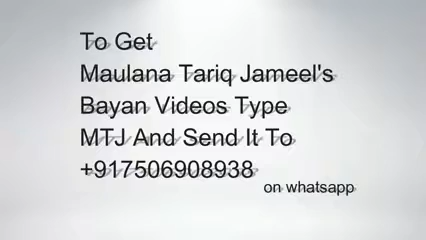 To Get
Maulana Tariq Jameel's
Bayan Videos Type
MTJ And Send It To
+917506908938
on whatsapp